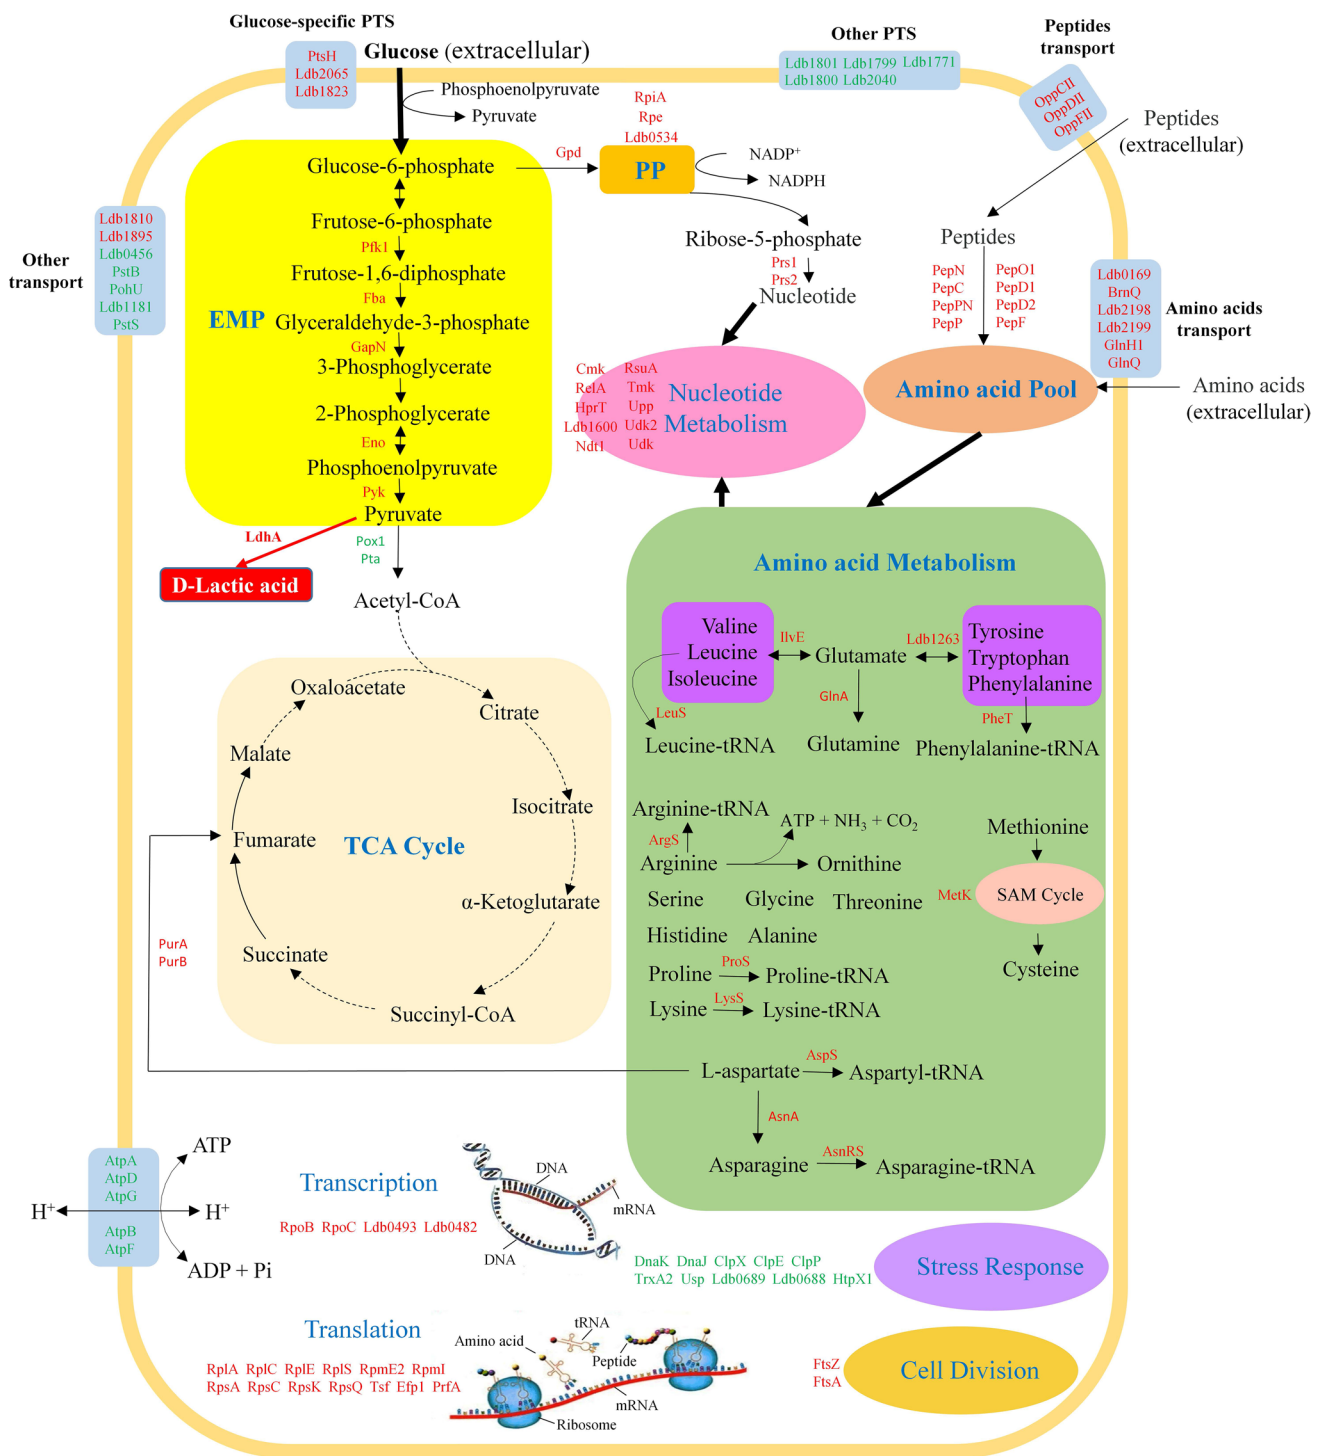 Glucose-specific PTS
PtsH
Ldb2065
Ldb1823
Glucose (extracellular)
Phosphoenolpyruvate
Pyruvate
Other PTS
Ldb1801 Ldb1799 Ldb1771
Ldb1800 Ldb2040
Peptides
transport
OppCII
OppDII
OppFII
Peptides
(extracellular)
RpiA
Rpe
Ldb0534
Gpd
PP
NADP⁺
NADPH
Ribose-5-phosphate
Prs1
Prs2
Nucleotide
Other
transport
Ldb1810
Ldb1895
Ldb0456
PstB
PohU
Ldb1181
PstS
EMP
Glucose-6-phosphate
Frutose-6-phosphate
Pfk1
Frutose-1,6-diphosphate
Fba
Glyceraldehyde-3-phosphate
GapN
3-Phosphoglycerate
2-Phosphoglycerate
Eno
Phosphoenolpyruvate
Pyk
Pyruvate
LdhA
D-Lactic acid
Pox1
Pta
Acetyl-CoA
Peptides
PepN
PepC
PepPN
PepP
PepO1
PepD1
PepD2
PepF
Ldb0169
BrnQ
Ldb2198
Ldb2199
GlnH1
GlnQ
Amino acids
transport
Amino acids
(extracellular)
Amino acid Pool
Cmk
RelA
HprT
Ldb1600
Ndt1
RsuA
Tmk
Upp
Udk2
Udk
Nucleotide
Metabolism
Amino acid Metabolism
Valine
Leucine
Isoleucine
IlvE
Glutamate
Ldb1263
Tyrosine
Tryptophan
Phenylalanine
LeuS
Leucine-tRNA
GlnA
Glutamine
PheT
Phenylalanine-tRNA
Arginine-tRNA
ArgS
Arginine
ATP + NH₃ + CO₂
Ornithine
Methionine
MetK
SAM Cycle
Cysteine
Serine
Glycine
Threonine
Histidine
Alanine
Proline
ProS
Proline-tRNA
Lysine
LysS
Lysine-tRNA
L-aspartate
AspS
Aspartyl-tRNA
AsnA
Asparagine
AsnRS
Asparagine-tRNA
TCA Cycle
Oxaloacetate
Citrate
Isocitrate
α-Ketoglutarate
Succinyl-CoA
Succinate
Fumarate
Malate
PurA
PurB
AtpA
AtpD
AtpG
AtpB
AtpF
ATP
H⁺
H⁺
ADP + Pi
Transcription
RpoB RpoC Ldb0493 Ldb0482
DNA
mRNA
DNA
DnaK DnaJ ClpX ClpE ClpP
TrxA2 Usp Ldb0689 Ldb0688 HtpX1
Stress Response
Translation
RplA RplC RplE RplS RpmE2 RpmI
RpsA RpsC RpsK RpsQ Tsf Efp1 PrfA
Amino acid
tRNA
Peptide
mRNA
Ribosome
FtsZ
FtsA
Cell Division